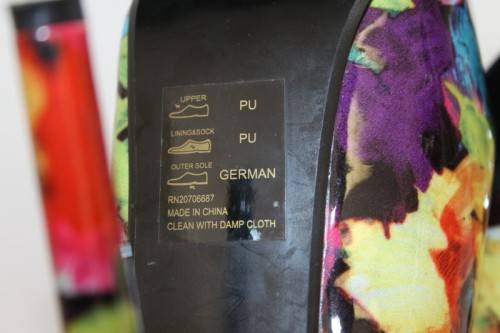 UPPER PU
LINING&SOCK PU
OUTER SOLE GERMAN
RN20706687
MADE IN CHINA
CLEAN WITH DAMP CLOTH